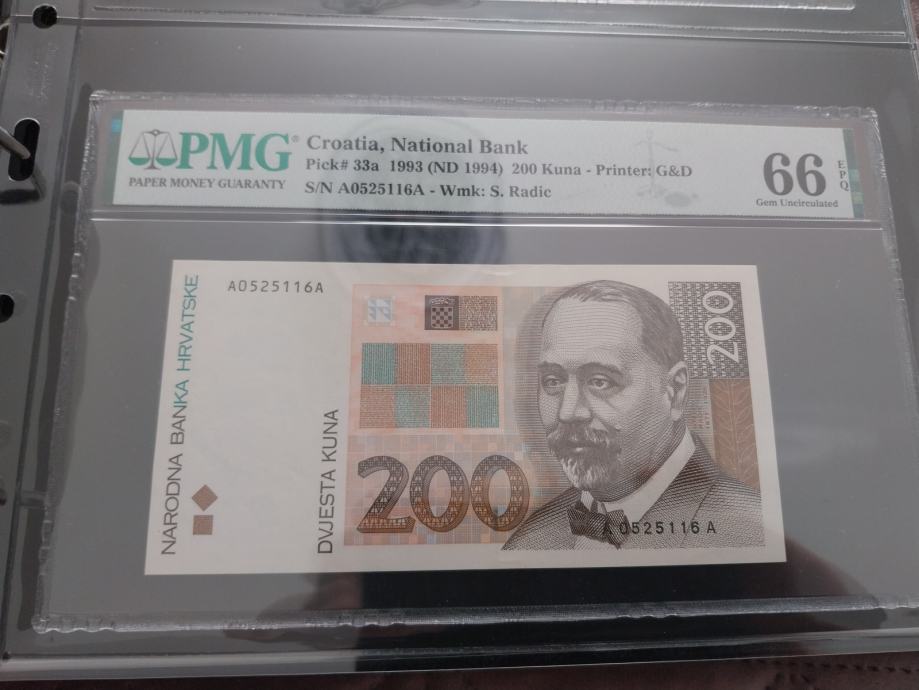 PMG®
PAPER MONEY GUARANTY
Croatia, National Bank
Pick# 33a 1993 (ND 1994) 200 Kuna - Printer: G&D
S/N A0525116A - Wmk: S. Radic
66
EPQ
Gem Uncirculated
NARODNA BANKA HRVATSKE
A0525116A
DVJESTA KUNA
200
200
A 0525116 A